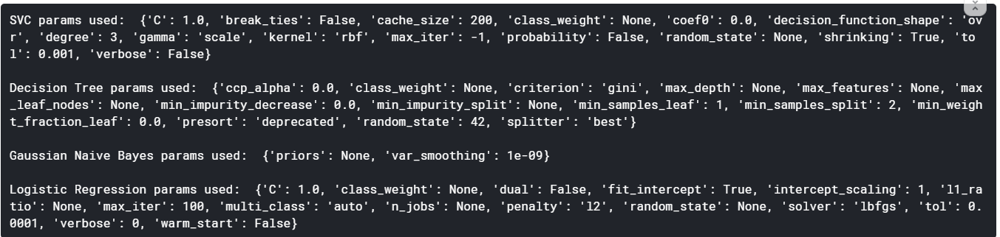 SVC params used:  {'C': 1.0, 'break_ties': False, 'cache_size': 200, 'class_weight': None, 'coef0': 0.0, 'decision_function_shape': 'ov
r', 'degree': 3, 'gamma': 'scale', 'kernel': 'rbf', 'max_iter': -1, 'probability': False, 'random_state': None, 'shrinking': True, 'to
l': 0.001, 'verbose': False}
Decision Tree params used:  {'ccp_alpha': 0.0, 'class_weight': None, 'criterion': 'gini', 'max_depth': None, 'max_features': None, 'max
_leaf_nodes': None, 'min_impurity_decrease': 0.0, 'min_impurity_split': None, 'min_samples_leaf': 1, 'min_samples_split': 2, 'min_weigh
t_fraction_leaf': 0.0, 'presort': 'deprecated', 'random_state': 42, 'splitter': 'best'}
Gaussian Naive Bayes params used:  {'priors': None, 'var_smoothing': 1e-09}
Logistic Regression params used:  {'C': 1.0, 'class_weight': None, 'dual': False, 'fit_intercept': True, 'intercept_scaling': 1, 'l1_ra
tio': None, 'max_iter': 100, 'multi_class': 'auto', 'n_jobs': None, 'penalty': 'l2', 'random_state': None, 'solver': 'lbfgs', 'tol': 0.
0001, 'verbose': 0, 'warm_start': False}